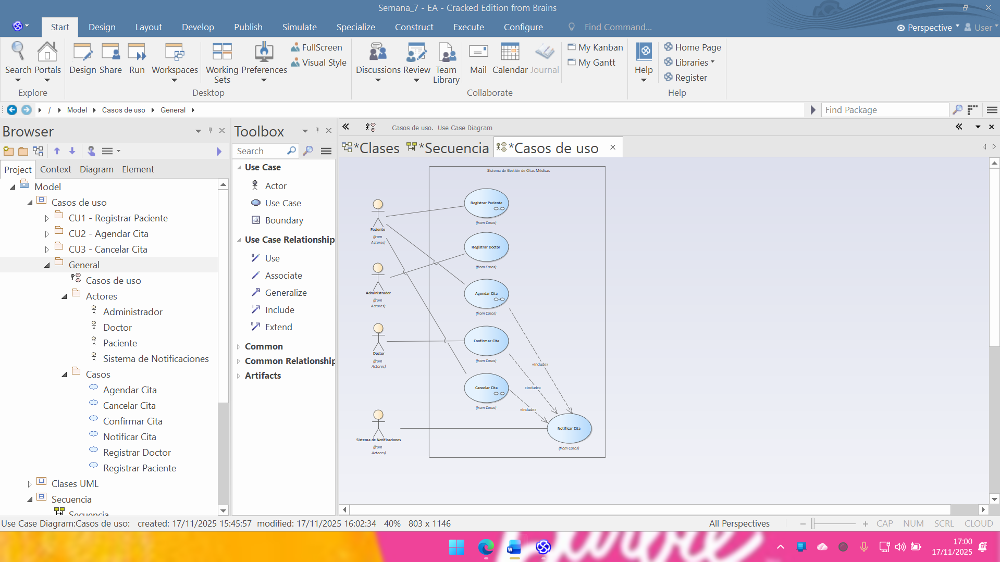 Semana_7 - EA - Cracked Edition from Brains
Start Design Layout Develop Publish Simulate Specialize Construct Execute Configure Find Command... Perspective User
Search Portals Design Share Run Workspaces Working Sets Preferences FullScreen Visual Style Discussions Review Team Library Mail Calendar Journal My Kanban My Gantt Help Home Page Libraries Register
Explore Desktop Collaborate Help
/ Model Casos de uso General Find Package
Browser
Project Context Diagram Element
Model
Casos de uso
CU1 - Registrar Paciente
CU2 - Agendar Cita
CU3 - Cancelar Cita
General
Casos de uso
Actores
Administrador
Doctor
Paciente
Sistema de Notificaciones
Casos
Agendar Cita
Cancelar Cita
Confirmar Cita
Notificar Cita
Registrar Doctor
Registrar Paciente
Clases UML
Secuencia
Secuencia
Toolbox
Search
Use Case
Actor
Use Case
Boundary
Use Case Relationship
Use
Associate
Generalize
Include
Extend
Common
Common Relationship
Artifacts
Casos de uso. Use Case Diagram
*Clases *Secuencia *Casos de uso
Sistema de Gestión de Citas Médicas
Registrar Paciente
(from Casos)
Paciente
(from
Actores)
Registrar Doctor
(from Casos)
Administrador
(from
Actores)
Agendar Cita
(from Casos)
Doctor
(from
Actores)
Confirmar Cita
(from Casos)
«include»
«include»
Cancelar Cita
(from Casos)
«include»
Sistema de Notificaciones
(from
Actores)
Notificar Cita
(from Casos)
Use Case Diagram:Casos de uso: created: 17/11/2025 15:45:57 modified: 17/11/2025 16:02:34 40% 803 x 1146 All Perspectives CAP NUM SCRL CLOUD
17:00
17/11/2025